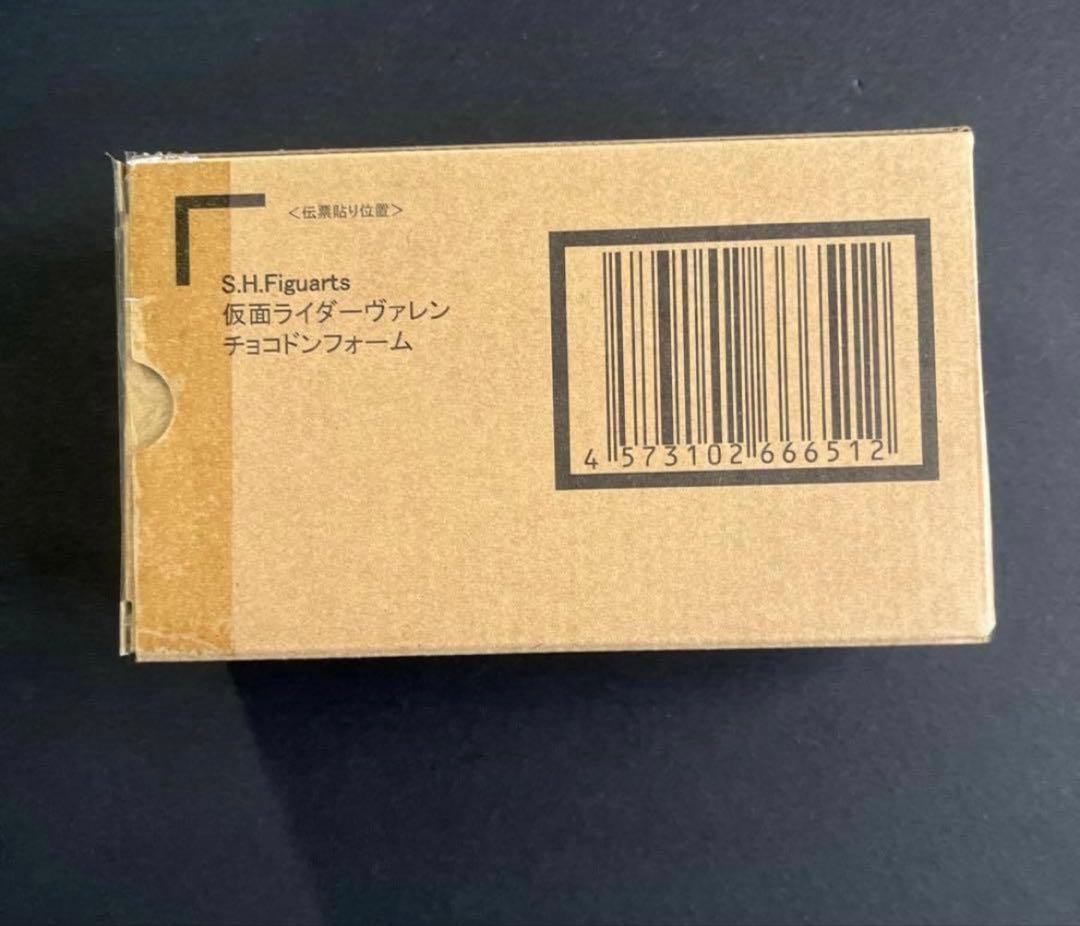 <伝票貼り位置>
S.H.Figuarts
仮面ライダーヴァレン
チョコドンフォーム
4 573102 666512